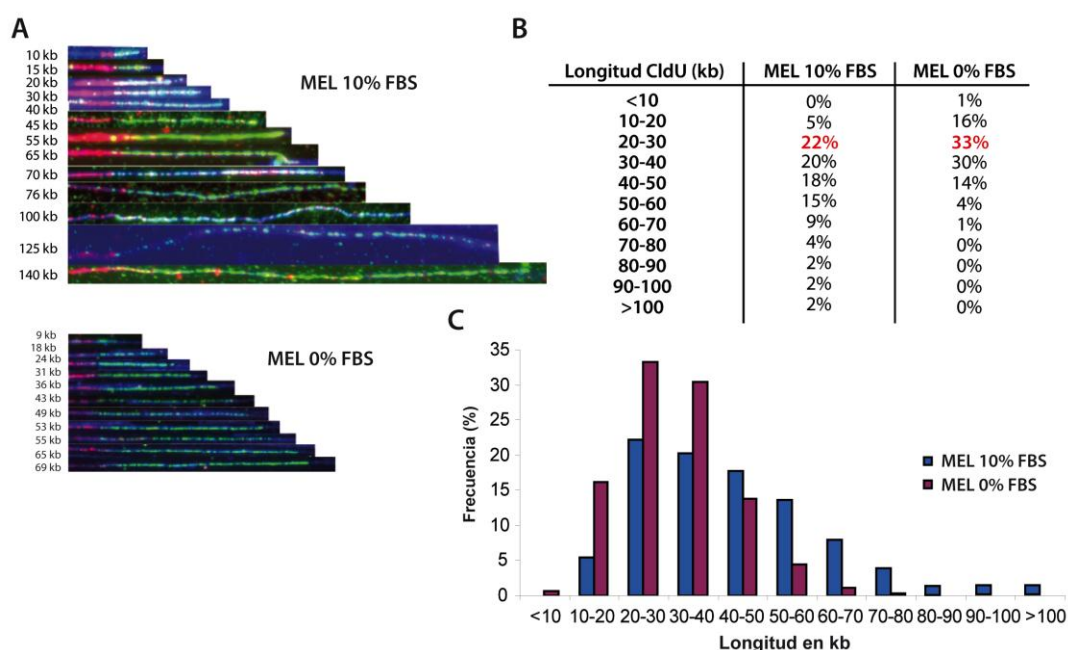 A
10 kb
15 kb
20 kb
30 kb
40 kb
45 kb
55 kb
65 kb
70 kb
76 kb
100 kb
125 kb
140 kb
MEL 10% FBS
9 kb
18 kb
24 kb
31 kb
36 kb
43 kb
49 kb
53 kb
55 kb
65 kb
69 kb
MEL 0% FBS
B
Longitud CldU (kb) MEL 10% FBS MEL 0% FBS
<10 0% 1%
10-20 5% 16%
20-30 22% 33%
30-40 20% 30%
40-50 18% 14%
50-60 15% 4%
60-70 9% 1%
70-80 4% 0%
80-90 2% 0%
90-100 2% 0%
>100 2% 0%
C
Frecuencia (%)
35
30
25
20
15
10
5
0
MEL 10% FBS
MEL 0% FBS
<10 10-20 20-30 30-40 40-50 50-60 60-70 70-80 80-90 90-100 >100
Longitud en kb